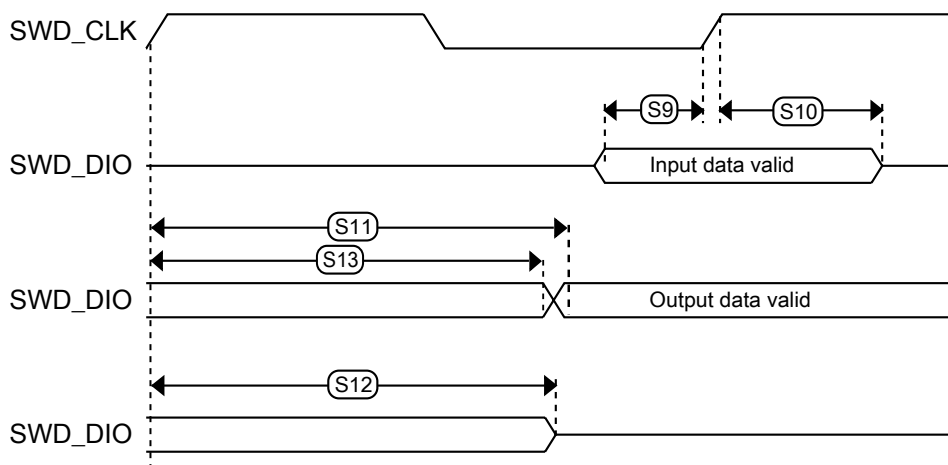 SWD_CLK
S9
S10
SWD_DIO
Input data valid
S11
S13
SWD_DIO
Output data valid
S12
SWD_DIO